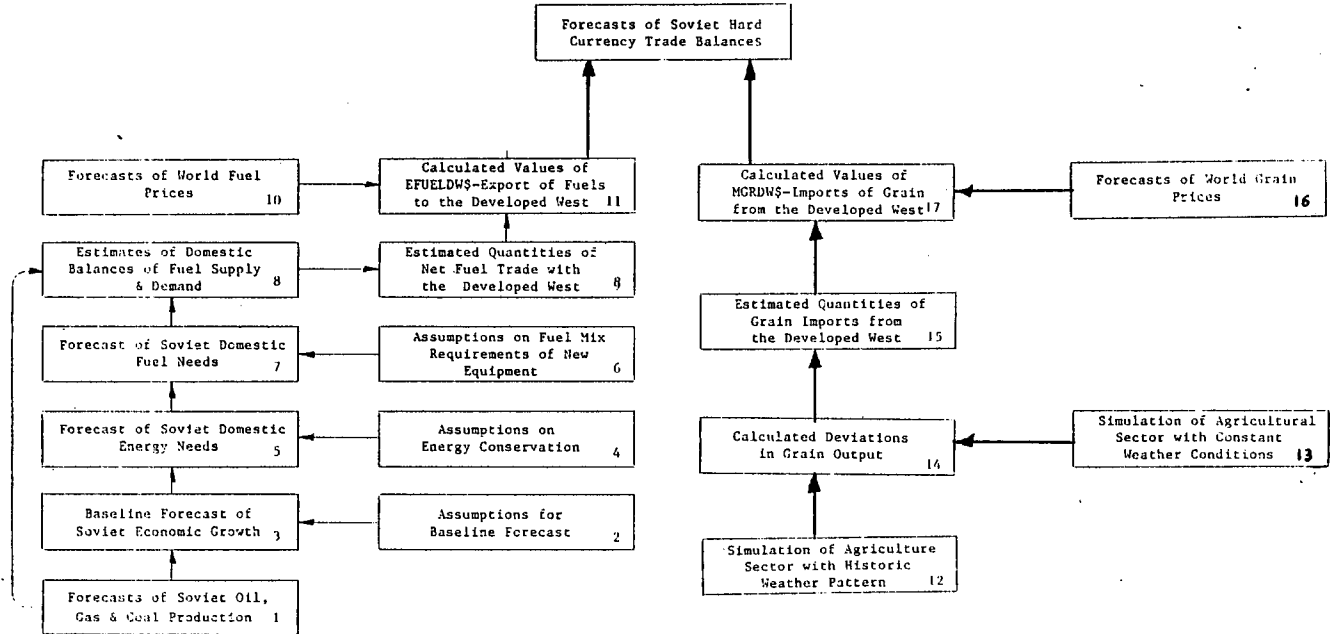 Forecasts of Soviet Hard
Currency Trade Balances
Forecasts of World Fuel
Prices
10
Calculated Values of
EFUELDW$-Export of Fuels
to the Developed West
11
Calculated Values of
MGRDW$-Imports of Grain
from the Developed West 17
Forecasts of World Grain
Prices
16
Estimates of Domestic
Balances of Fuel Supply
& Demand
8
Estimated Quantities of
Net Fuel Trade with
the Developed West
8
Estimated Quantities of
Grain Imports from
the Developed West
15
Forecast of Soviet Domestic
Fuel Needs
7
Assumptions on Fuel Mix
Requirements of New
Equipment
6
Forecast of Soviet Domestic
Energy Needs
5
Assumptions on
Energy Conservation
4
Calculated Deviations
in Grain Output
14
Simulation of Agricultural
Sector with Constant
Weather Conditions
13
Baseline Forecast of
Soviet Economic Growth
3
Assumptions for
Baseline Forecast
2
Simulation of Agriculture
Sector with Historic
Weather Pattern
12
Forecasts of Soviet Oil,
Gas & Coal Production
1